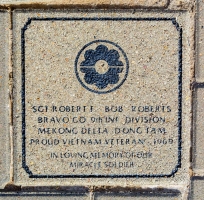 SGT ROBERT F. BOB ROBERTS
BRAVO CO 9TH INF DIVISION
MEKONG DELTA DONG TAM
PROUD VIETNAM VETERAN 1969
IN LOVING MEMORY OF OUR
MIRACLE SOLDIER